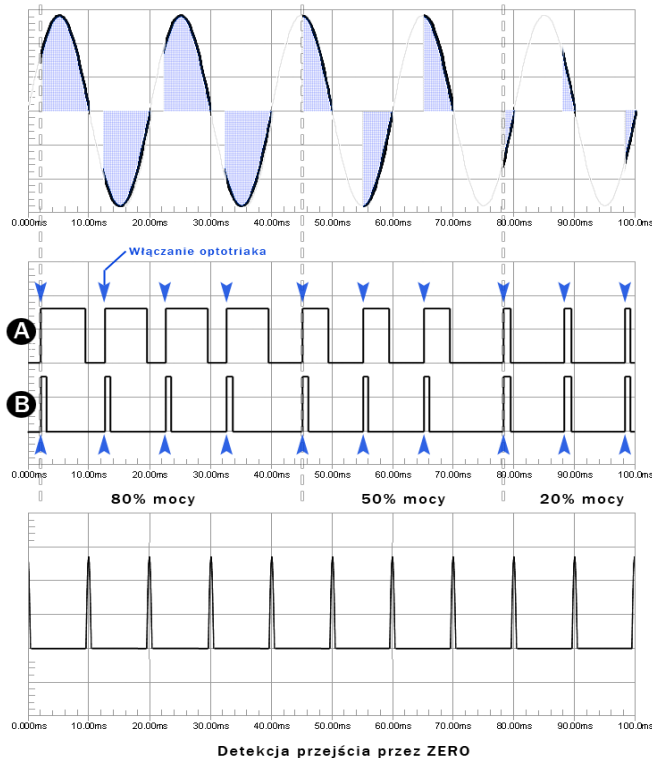 0.000ms 10.00ms 20.00ms 30.00ms 40.00ms 50.00ms 60.00ms 70.00ms 80.00ms 90.00ms 100.0ms
Włączanie optotriaka
A
B
0.000ms 10.00ms 20.00ms 30.00ms 40.00ms 50.00ms 60.00ms 70.00ms 80.00ms 90.00ms 100.0ms
80% mocy 50% mocy 20% mocy
0.000ms 10.00ms 20.00ms 30.00ms 40.00ms 50.00ms 60.00ms 70.00ms 80.00ms 90.00ms 100.0ms
Detekcja przejścia przez ZERO